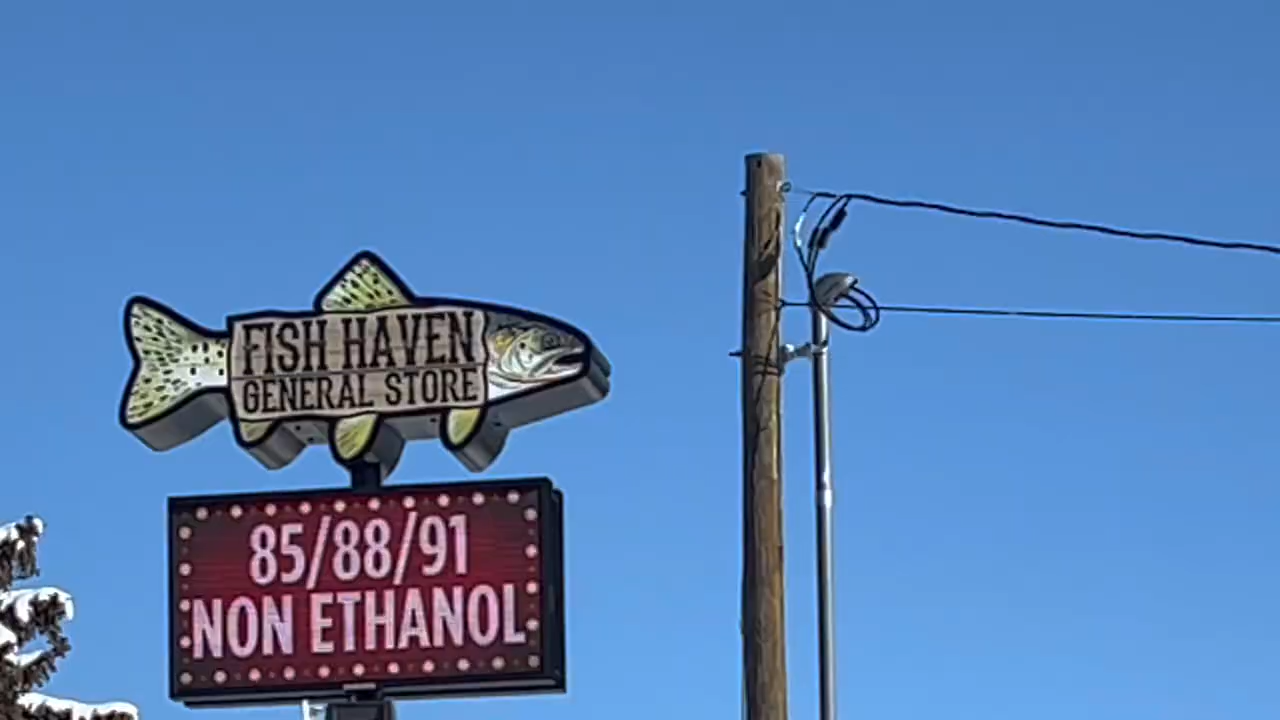 FISH HAVEN
GENERAL STORE
85/88/91
NON ETHANOL